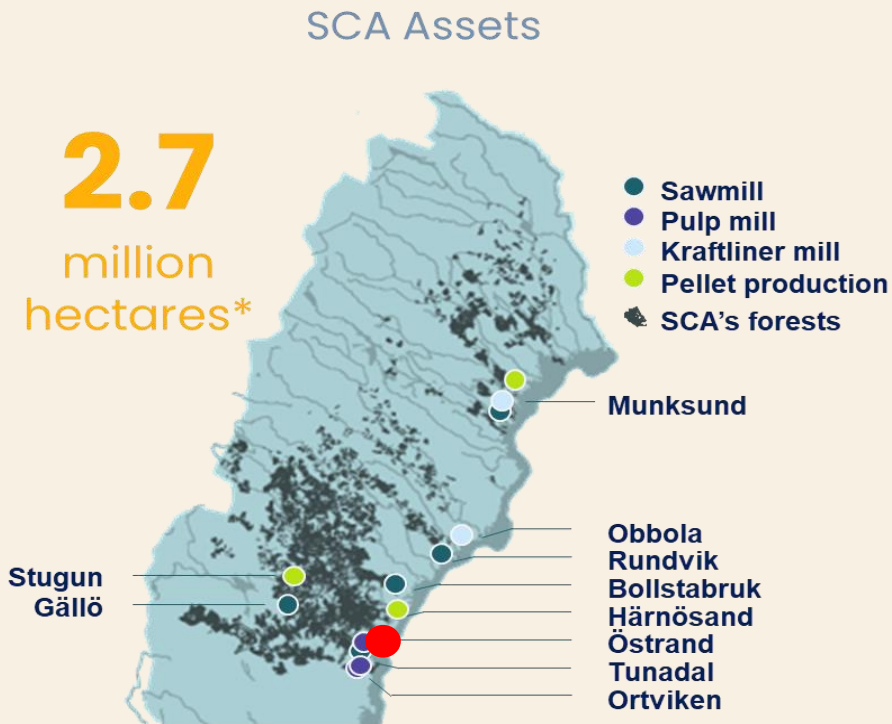 SCA Assets
2.7
million
hectares*
Sawmill
Pulp mill
Kraftliner mill
Pellet production
SCA’s forests
Munksund
Obbola
Rundvik
Bollstabruk
Härnösand
Östrand
Tunadal
Ortviken
Stugun
Gällö